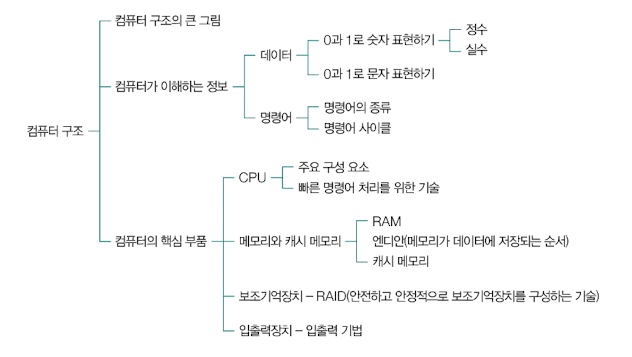 컴퓨터 구조의 큰 그림
정수
0과 1로 숫자 표현하기
실수
데이터
컴퓨터가 이해하는 정보
0과 1로 문자 표현하기
명령어의 종류
명령어
명령어 사이클
컴퓨터 구조
주요 구성 요소
CPU
빠른 명령어 처리를 위한 기술
RAM
컴퓨터의 핵심 부품
메모리와 캐시 메모리
엔디안(메모리가 데이터에 저장되는 순서)
캐시 메모리
보조기억장치 – RAID(안전하고 안정적으로 보조기억장치를 구성하는 기술)
입출력장치 – 입출력 기법